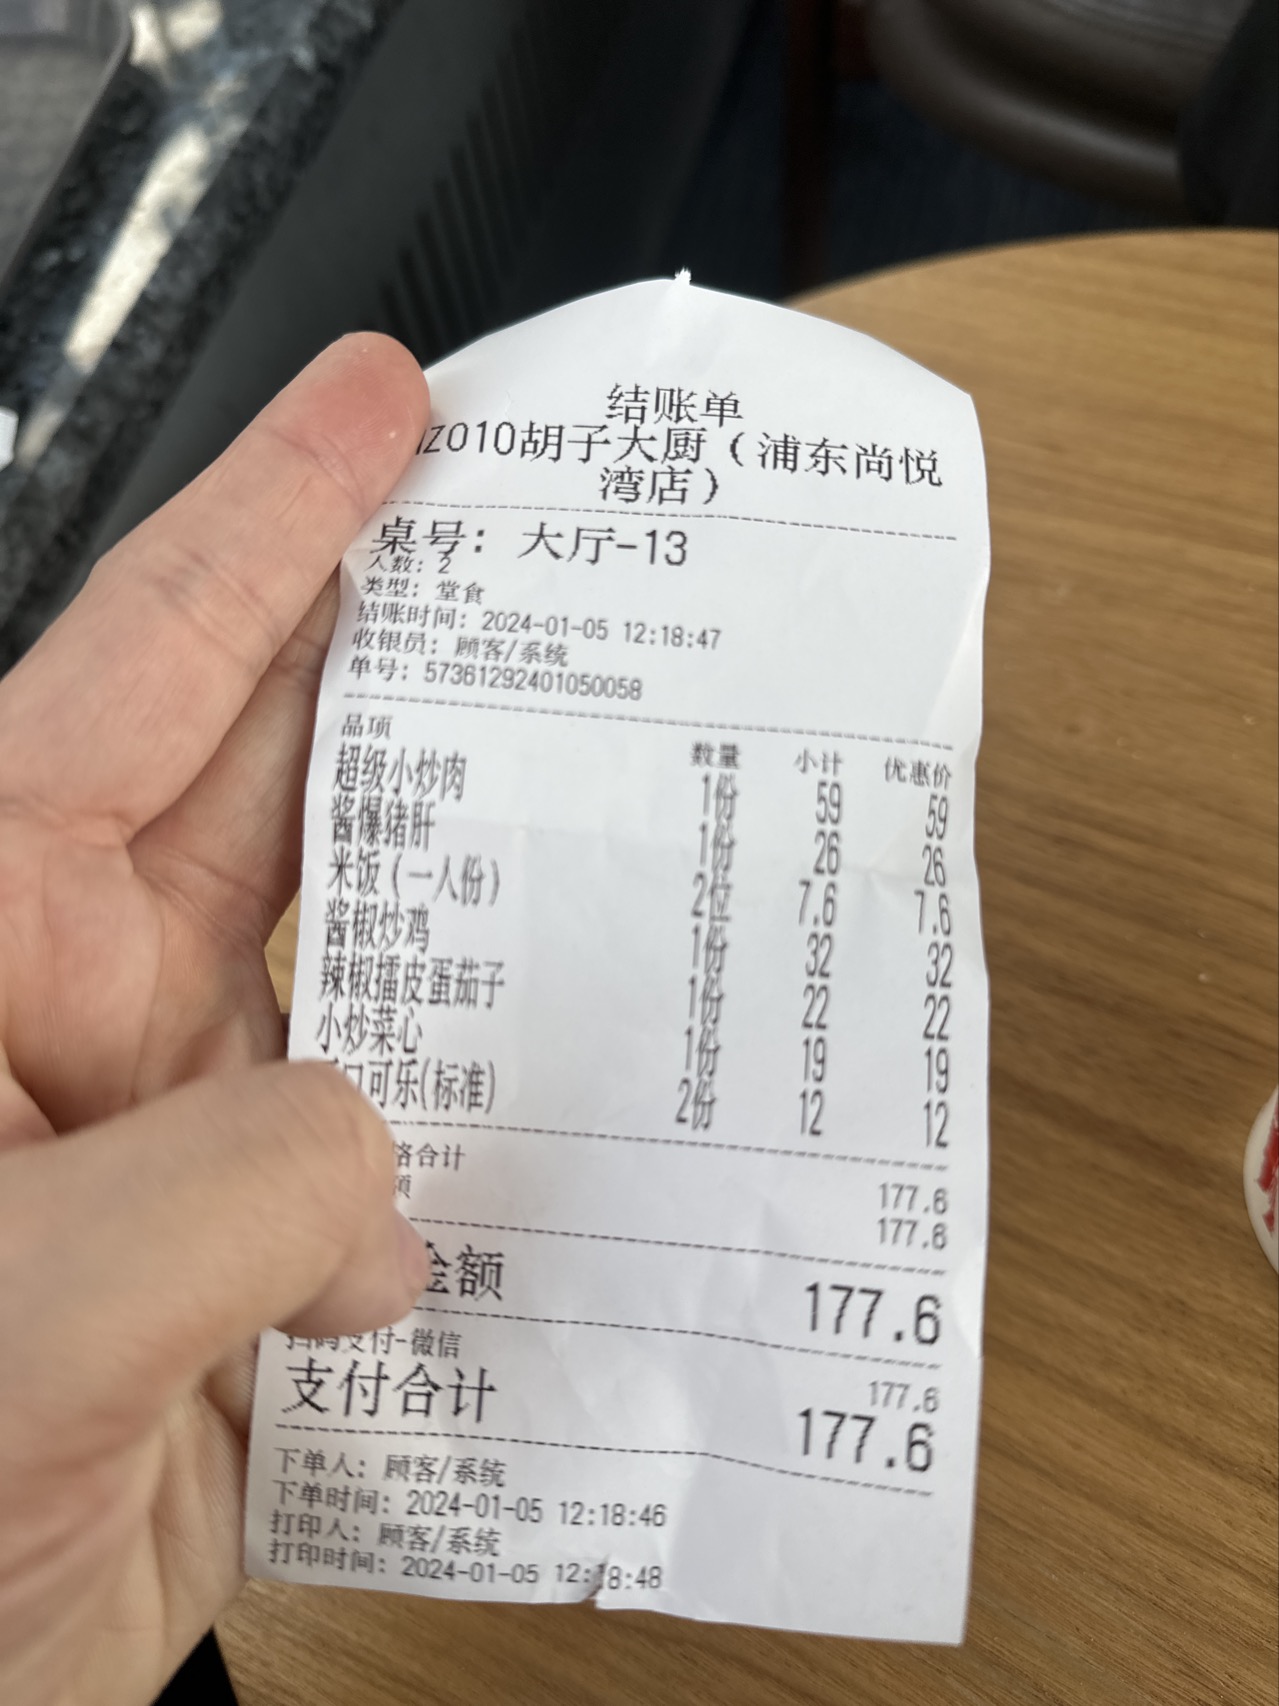 结账单
z010胡子大厨（浦东尚悦
湾店）
桌号：大厅-13
人数：2
类型：堂食
结账时间：2024-01-05 12:18:47
收银员：顾客/系统
单号：573612922401050058
品项 数量 小计 优惠价
超级小炒肉 1份 59 59
酱爆猪肝 1份 26 26
米饭（一人份） 2位 7.6 7.6
酱椒炒鸡 1份 32 32
辣椒擂皮蛋茄子 1份 22 22
小炒菜心 1份 19 19
可乐(标准) 2份 12 12
合计 177.6
177.6
金额 177.6
扫码支付-微信 177.6
支付合计 177.6
下单人：顾客/系统
下单时间：2024-01-05 12:18:46
打印人：顾客/系统
打印时间：2024-01-05 12:18:48